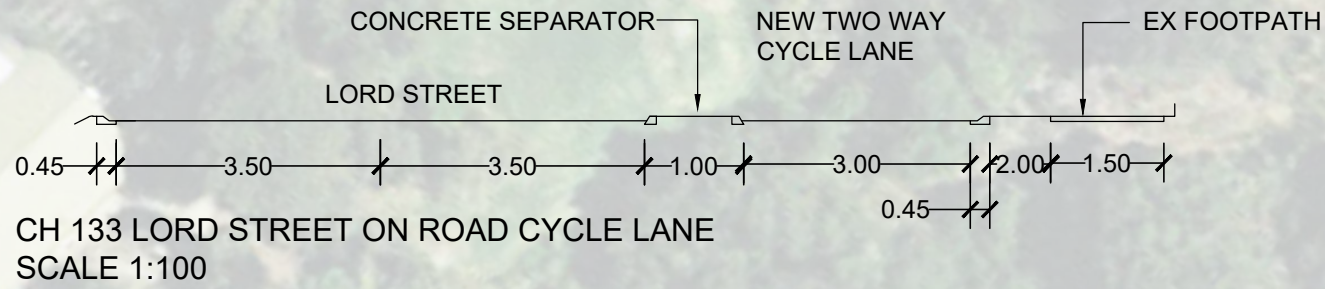 CONCRETE SEPARATOR
NEW TWO WAY
CYCLE LANE
EX FOOTPATH
LORD STREET
0.45
3.50
3.50
1.00
3.00
2.00
1.50
0.45
CH 133 LORD STREET ON ROAD CYCLE LANE
SCALE 1:100